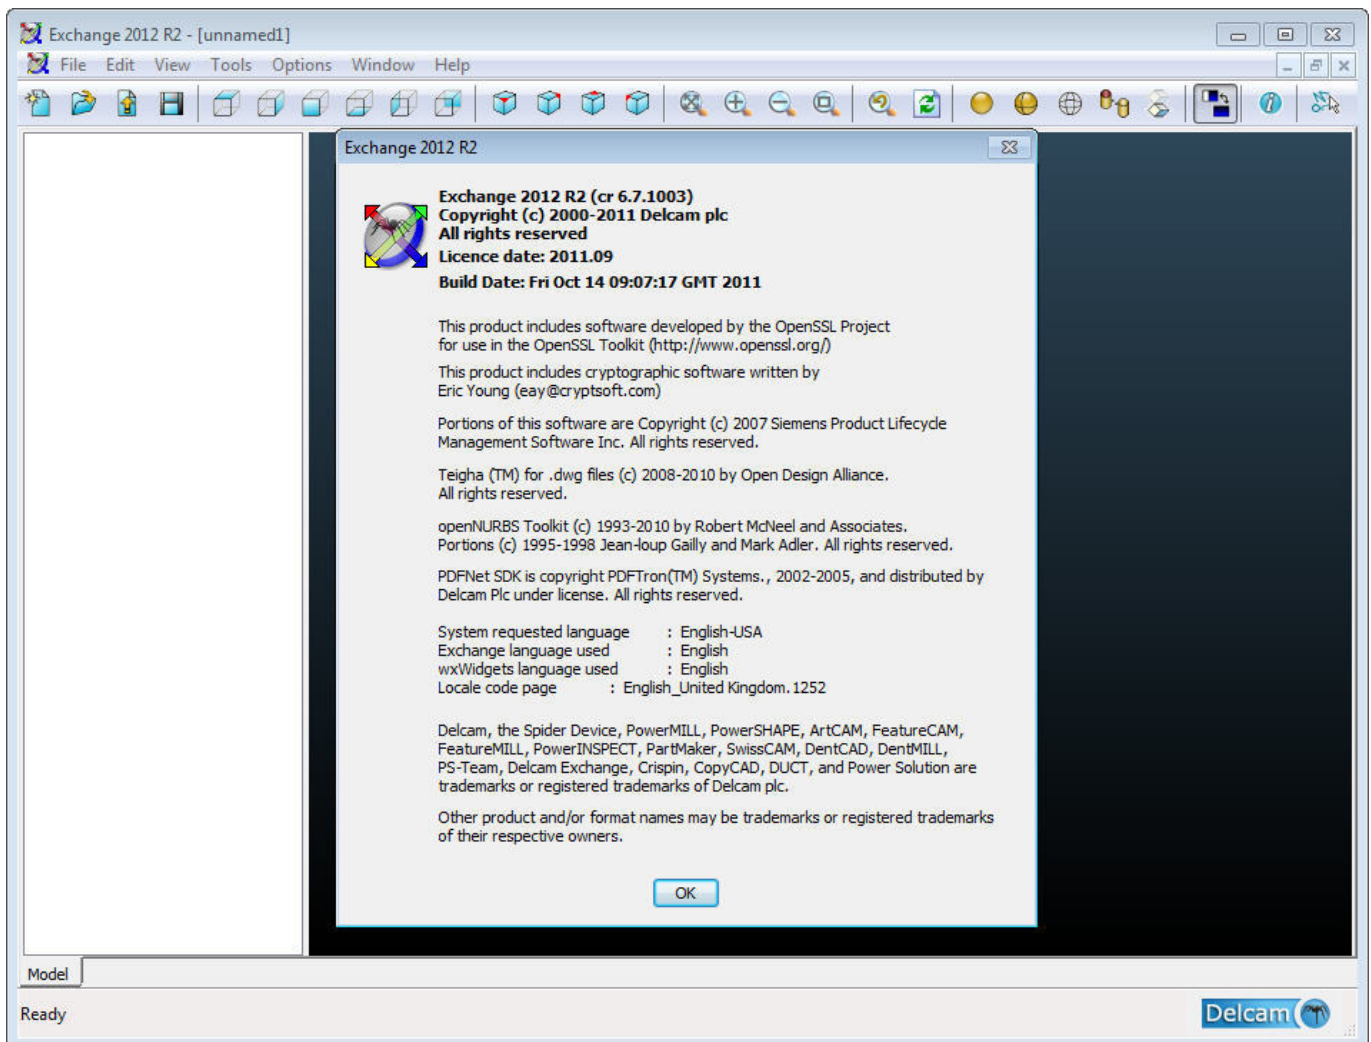 Exchange 2012 R2 - [unnamed1]
File Edit View Tools Options Window Help
Exchange 2012 R2
Exchange 2012 R2 (cr 6.7.1003)
Copyright (c) 2000-2011 Delcam plc
All rights reserved
Licence date: 2011.09
Build Date: Fri Oct 14 09:07:17 GMT 2011
This product includes software developed by the OpenSSL Project
for use in the OpenSSL Toolkit (http://www.openssl.org/)
This product includes cryptographic software written by
Eric Young (eay@cryptsoft.com)
Portions of this software are Copyright (c) 2007 Siemens Product Lifecycle
Management Software Inc. All rights reserved.
Teigha (TM) for .dwg files (c) 2008-2010 by Open Design Alliance.
All rights reserved.
openNURBS Toolkit (c) 1993-2010 by Robert McNeel and Associates.
Portions (c) 1995-1998 Jean-loup Gailly and Mark Adler. All rights reserved.
PDFNet SDK is copyright PDFTron(TM) Systems., 2002-2005, and distributed by
Delcam Plc under license. All rights reserved.
System requested language : English-USA
Exchange language used : English
wxWidgets language used : English
Locale code page : English_United Kingdom.1252
Delcam, the Spider Device, PowerMILL, PowerSHAPE, ArtCAM, FeatureCAM,
FeatureMILL, PowerINSPECT, PartMaker, SwissCAM, DentCAD, DentMILL,
PS-Team, Delcam Exchange, Crispin, CopyCAD, DUCT, and Power Solution are
trademarks or registered trademarks of Delcam plc.
Other product and/or format names may be trademarks or registered trademarks
of their respective owners.
OK
Model
Ready
Delcam